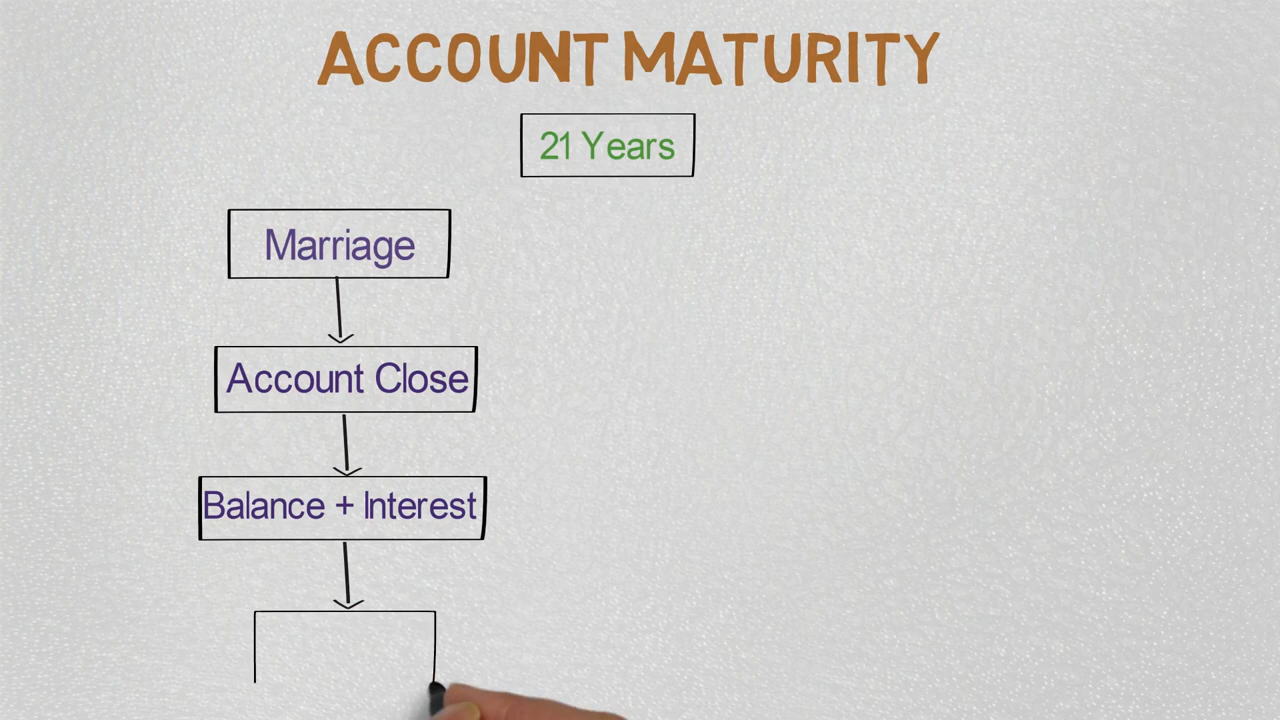 ACCOUNT MATURITY
21 Years
Marriage
Account Close
Balance + Interest